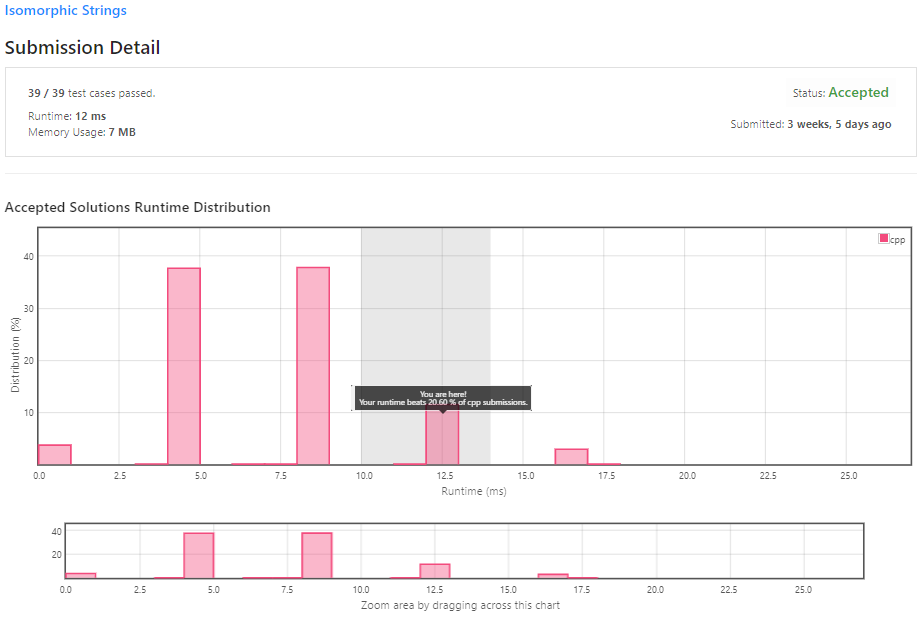 Isomorphic Strings
Submission Detail
39 / 39 test cases passed.
Status: Accepted
Runtime: 12 ms
Memory Usage: 7 MB
Submitted: 3 weeks, 5 days ago
Accepted Solutions Runtime Distribution
cpp
40
30
20
10
Distribution (%)
You are here!
Your runtime beats 20.60 % of cpp submissions.
0.0 2.5 5.0 7.5 10.0 12.5 15.0 17.5 20.0 22.5 25.0
Runtime (ms)
40
20
0.0 2.5 5.0 7.5 10.0 12.5 15.0 17.5 20.0 22.5 25.0
Zoom area by dragging across this chart